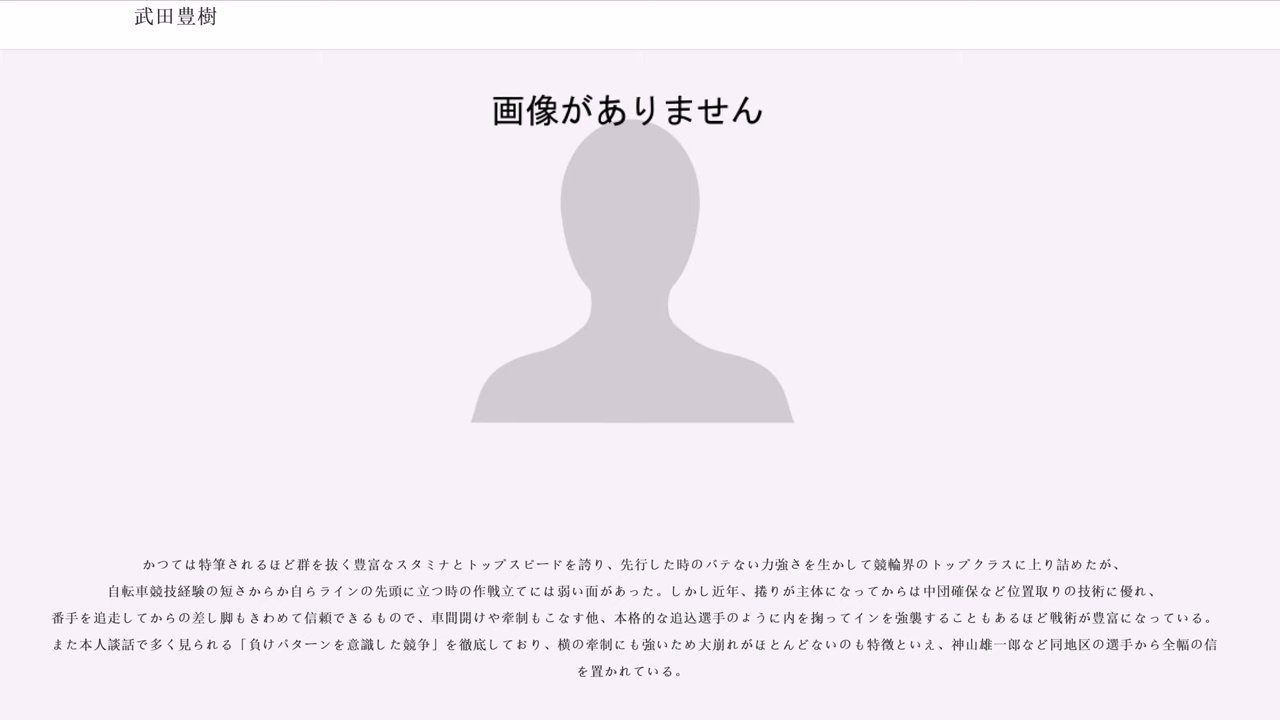 武田豊樹
画像がありません
かつては特筆されるほど群を抜く豊富なスタミナとトップスピードを誇り、先行した時のバテない力強さを生かして競輪界のトップクラスに上り詰めたが、
自転車競技経験の短さからか自らラインの先頭に立つ時の作戦立てには弱い面があった。しかし近年、捲りが主体になってからは中団確保など位置取りの技術に優れ、
番手を追走してからの差し脚もきわめて信頼できるもので、車間開けや牽制もこなす他、本格的な追込選手のように内を掬ってインを強襲することもあるほど戦術が豊富になっている。
また本人談話で多く見られる「負けパターンを意識した競争」を徹底しており、横の牽制にも強いため大崩れがほとんどないのも特徴といえ、神山雄一郎など同地区の選手から全幅の信
を置かれている。